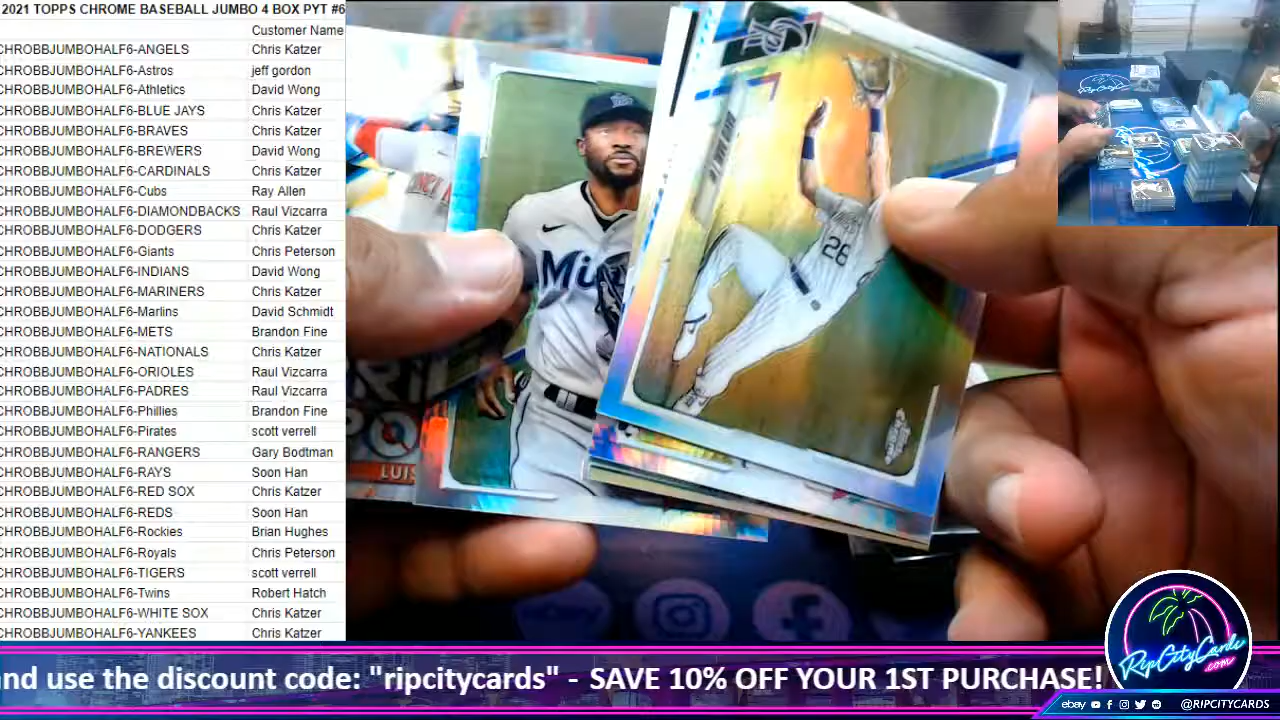 2021 TOPPS CHROME BASEBALL JUMBO 4 BOX PYT #6
Customer Name
CHROBBJUMBOHALF6-ANGELS Chris Katzer
CHROBBJUMBOHALF6-Astros jeff gordon
CHROBBJUMBOHALF6-Athletics David Wong
CHROBBJUMBOHALF6-BLUE JAYS Chris Katzer
CHROBBJUMBOHALF6-BRAVES Chris Katzer
CHROBBJUMBOHALF6-BREWERS David Wong
CHROBBJUMBOHALF6-CARDINALS Chris Katzer
CHROBBJUMBOHALF6-Cubs Ray Allen
CHROBBJUMBOHALF6-DIAMONDBACKS Raul Vizcarra
CHROBBJUMBOHALF6-DODGERS Chris Katzer
CHROBBJUMBOHALF6-Giants Chris Peterson
CHROBBJUMBOHALF6-INDIANS David Wong
CHROBBJUMBOHALF6-MARINERS Chris Katzer
CHROBBJUMBOHALF6-Marlins David Schmidt
CHROBBJUMBOHALF6-METS Brandon Fine
CHROBBJUMBOHALF6-NATIONALS Chris Katzer
CHROBBJUMBOHALF6-ORIOLES Raul Vizcarra
CHROBBJUMBOHALF6-PADRES Raul Vizcarra
CHROBBJUMBOHALF6-Phillies Brandon Fine
CHROBBJUMBOHALF6-Pirates scott verrell
CHROBBJUMBOHALF6-RANGERS Gary Bodtman
CHROBBJUMBOHALF6-RAYS Soon Han
CHROBBJUMBOHALF6-RED SOX Chris Katzer
CHROBBJUMBOHALF6-REDS Soon Han
CHROBBJUMBOHALF6-Rockies Brian Hughes
CHROBBJUMBOHALF6-Royals Chris Peterson
CHROBBJUMBOHALF6-TIGERS scott verrell
CHROBBJUMBOHALF6-Twins Robert Hatch
CHROBBJUMBOHALF6-WHITE SOX Chris Katzer
CHROBBJUMBOHALF6-YANKEES Chris Katzer
Mi
28
LUIS
RipCityCards
.com
and use the discount code: "ripcitycards" - SAVE 10% OFF YOUR 1ST PURCHASE!
ebay @RIPCITYCARDS